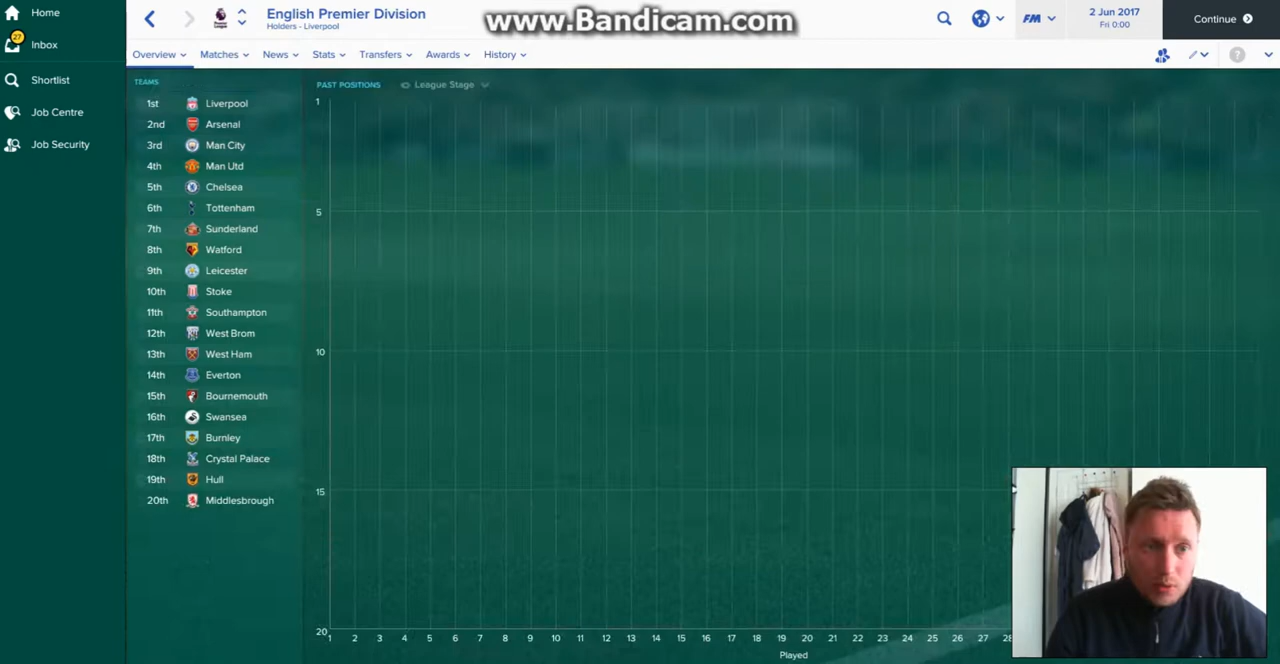 Home
27
Inbox
Shortlist
Job Centre
Job Security
English Premier Division
Holders - Liverpool
www.Bandicam.com
FM
2 Jun 2017
Fri 0:00
Continue
Overview
Matches
News
Stats
Transfers
Awards
History
?
TEAMS
1st Liverpool
2nd Arsenal
3rd Man City
4th Man Utd
5th Chelsea
6th Tottenham
7th Sunderland
8th Watford
9th Leicester
10th Stoke
11th Southampton
12th West Brom
13th West Ham
14th Everton
15th Bournemouth
16th Swansea
17th Burnley
18th Crystal Palace
19th Hull
20th Middlesbrough
PAST POSITIONS League Stage
1
5
10
15
20
1 2 3 4 5 6 7 8 9 10 11 12 13 14 15 16 17 18 19 20 21 22 23 24 25 26 27 28
Played